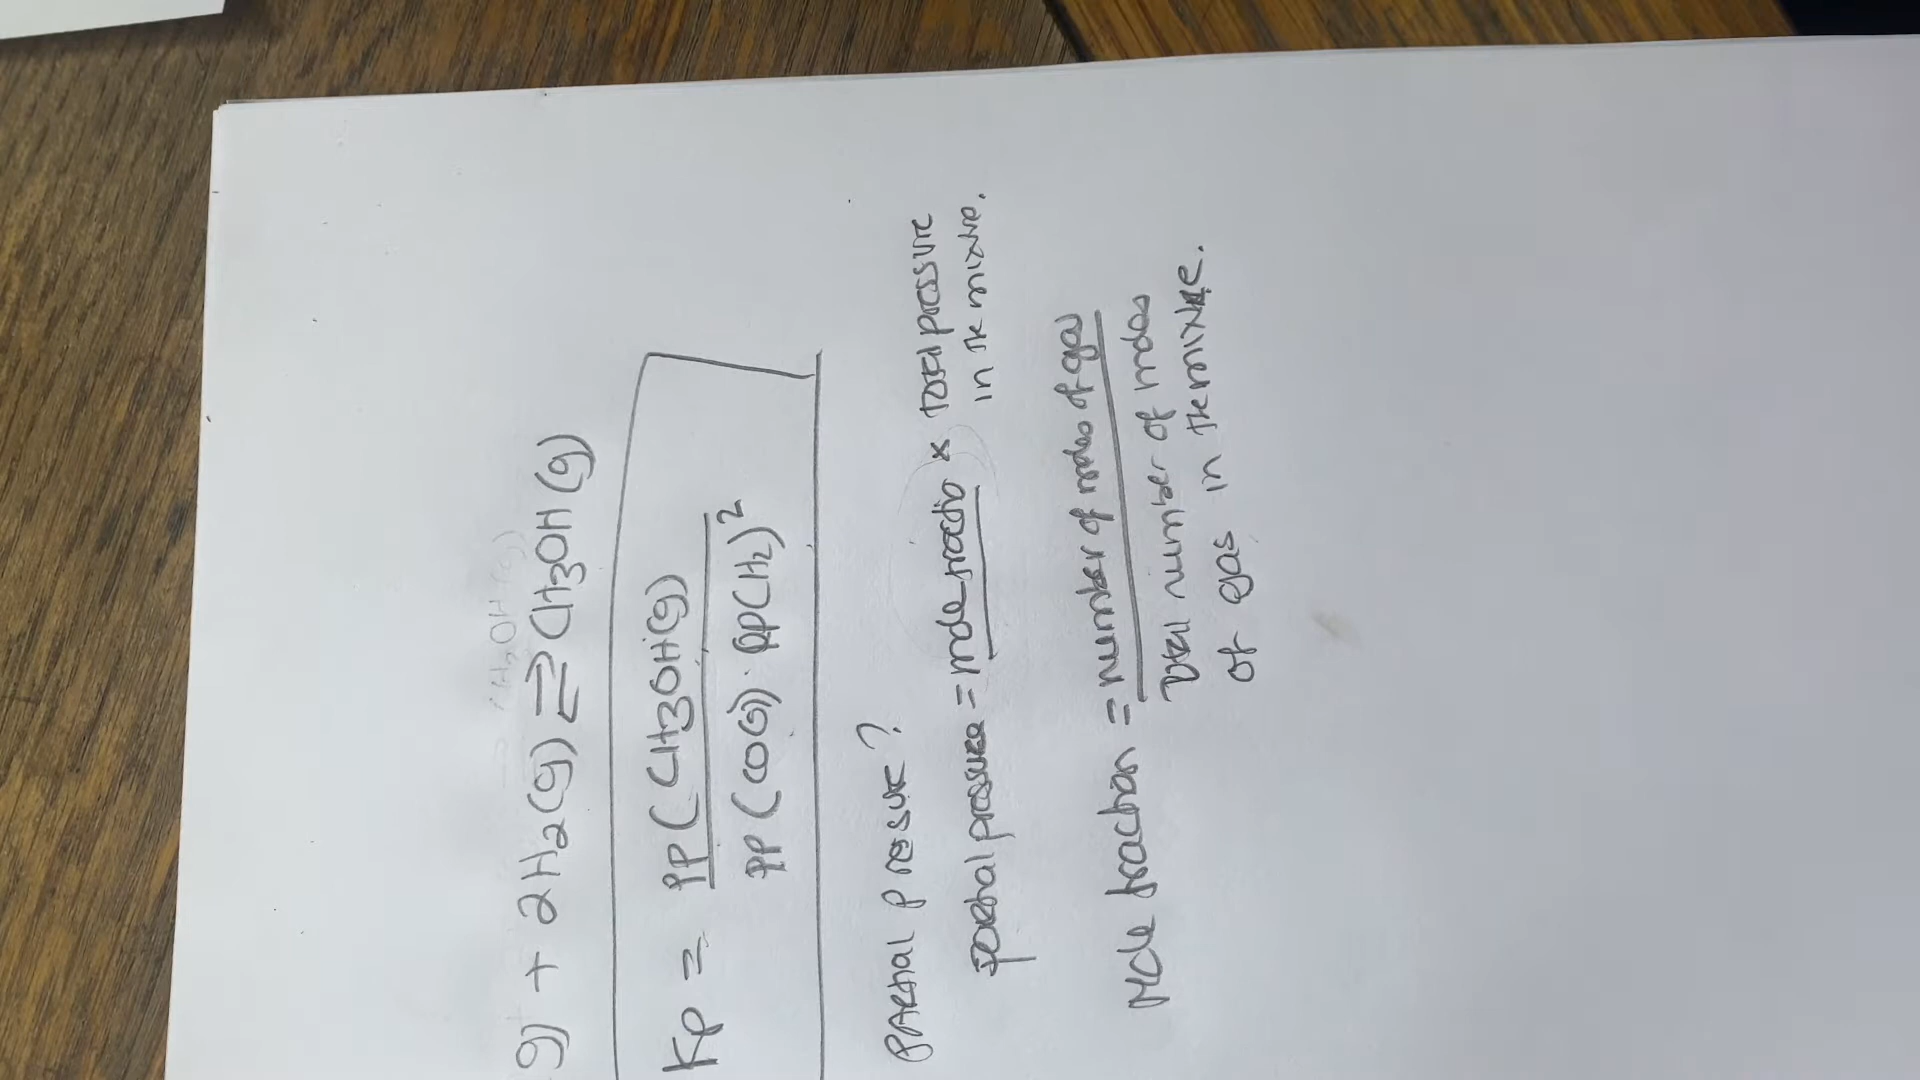 g) + 2H₂(g) ⇌ CH3OH(g)
Kp = PP(CH3OH(g)
PP(CO(g)) · PP(H₂)²
PARtial pressure?
partial pressure = mole fractio × total pressure
in the mixture.
Mole fraction = number of moles of gas
total number of moles
of gas in the mixture.